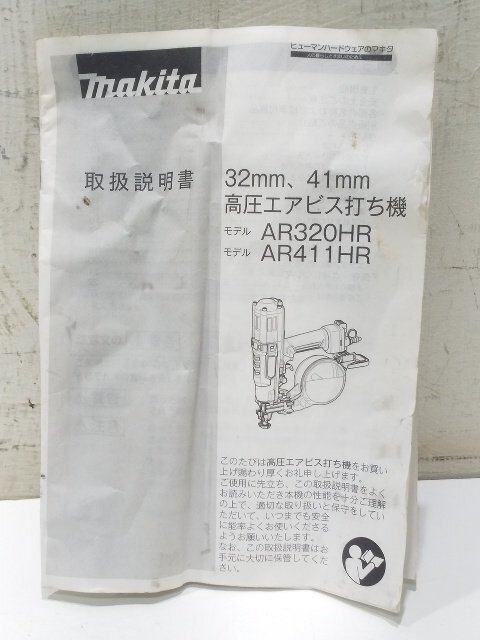 ヒューマンハードウェアのマキタ
makita
取扱説明書
32mm、41mm
高圧エアビス打ち機
モデル AR320HR
モデル AR411HR
このたびは高圧エアビス打ち機をお買い
上げ賜わり厚くお礼申し上げます。
ご使用に先立ち、この取扱説明書をよく
お読みいただき本機の性能を十分ご理解
の上で、適切な取り扱いと保守をしてい
ただいて、いつまでも安全
に能率よくお使いくださる
ようお願いいたします。
なお、この取扱説明書はお
手元に大切に保管してくだ
さい。